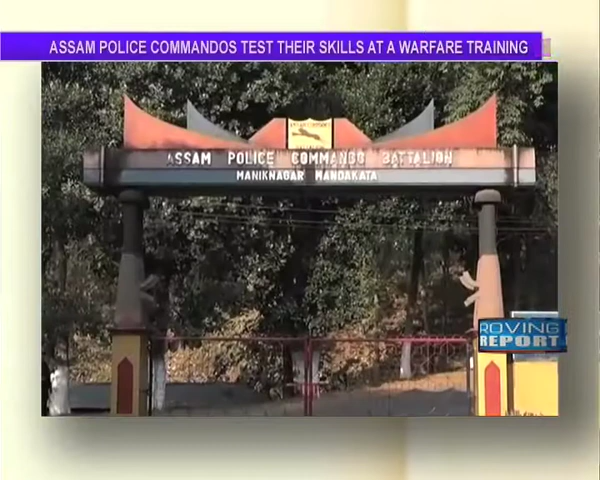 ASSAM POLICE COMMANDOS TEST THEIR SKILLS AT A WARFARE TRAINING
ASSAM POLICE COMMANDO BATTALION
MANIKNAGAR MANDAKATA
ROVING
REPORT